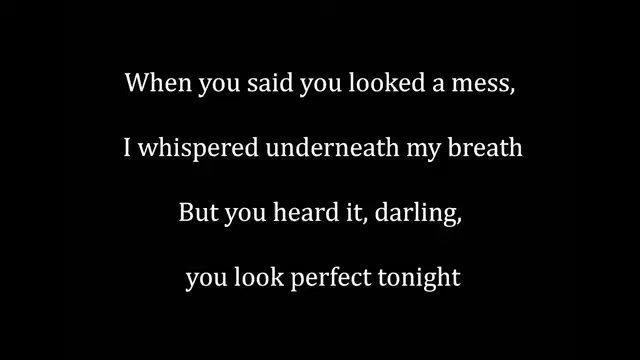 When you said you looked a mess,
I whispered underneath my breath
But you heard it, darling,
you look perfect tonight